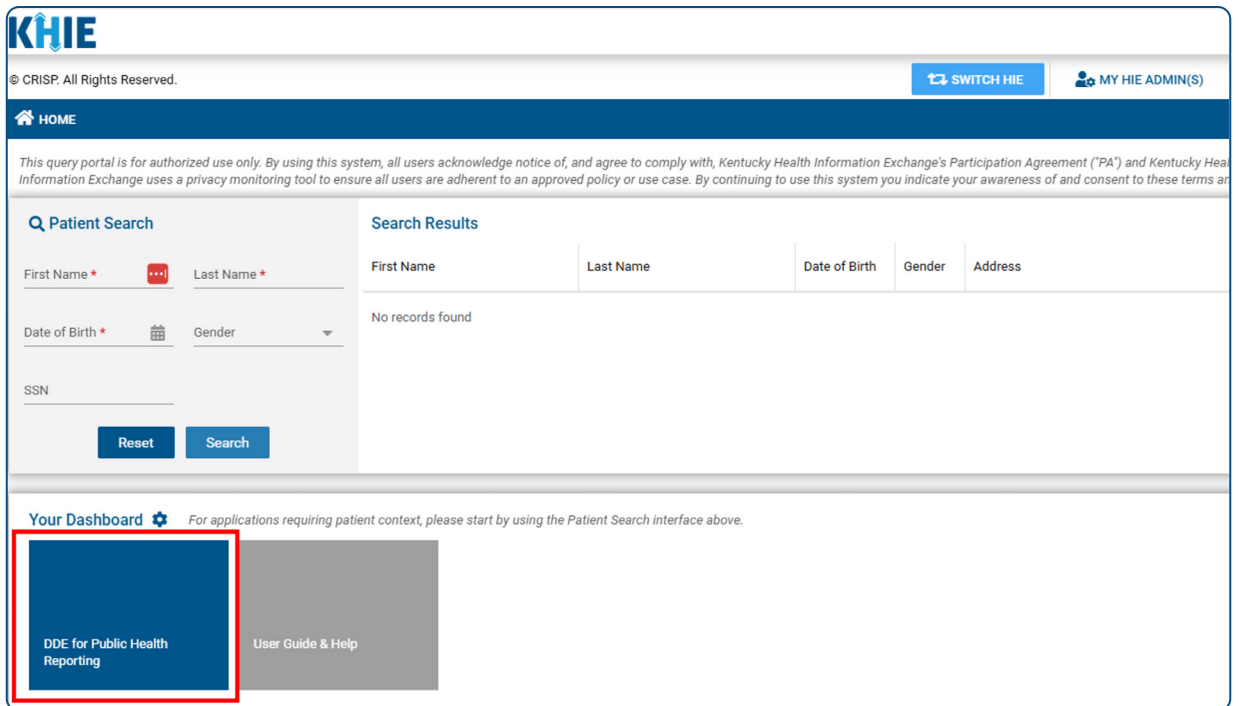 KHIE
© CRISP. All Rights Reserved.
SWITCH HIE
MY HIE ADMIN(S)
HOME
This query portal is for authorized use only. By using this system, all users acknowledge notice of, and agree to comply with, Kentucky Health Information Exchange's Participation Agreement ("PA") and Kentucky Heal
Information Exchange uses a privacy monitoring tool to ensure all users are adherent to an approved policy or use case. By continuing to use this system you indicate your awareness of and consent to these terms an
Patient Search
First Name *
Last Name *
Date of Birth *
Gender
SSN
Reset
Search
Search Results
First Name
Last Name
Date of Birth
Gender
Address
No records found
Your Dashboard
For applications requiring patient context, please start by using the Patient Search interface above.
DDE for Public Health
Reporting
User Guide & Help